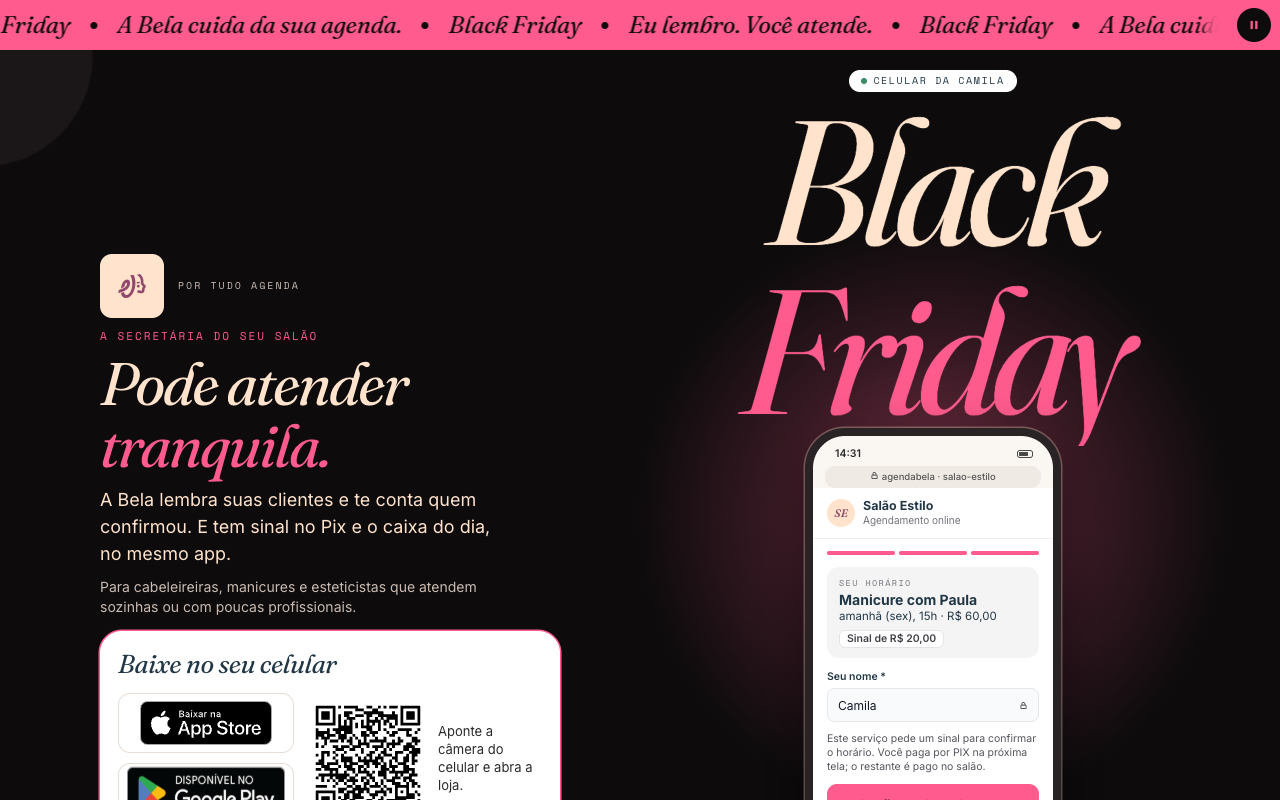 Friday • A Bela cuida da sua agenda. • Black Friday • Eu lembro. Você atende. • Black Friday • A Bela cuid
CELULAR DA CAMILA
Black
Friday
POR TUDO AGENDA
A SECRETÁRIA DO SEU SALÃO
Pode atender
tranquila.
A Bela lembra suas clientes e te conta quem
confirmou. E tem sinal no Pix e o caixa do dia,
no mesmo app.
Para cabeleireiras, manicures e esteticistas que atendem
sozinhas ou com poucas profissionais.
Baixe no seu celular
Baixar na
App Store
DISPONÍVEL NO
Google Play
Aponte a
câmera do
celular e abra a
loja.
14:31
agendabela · salao-estilo
SE
Salão Estilo
Agendamento online
SEU HORÁRIO
Manicure com Paula
amanhã (sex), 15h · R$ 60,00
Sinal de R$ 20,00
Seu nome *
Camila
Este serviço pede um sinal para confirmar
o horário. Você paga por PIX na próxima
tela; o restante é pago no salão.